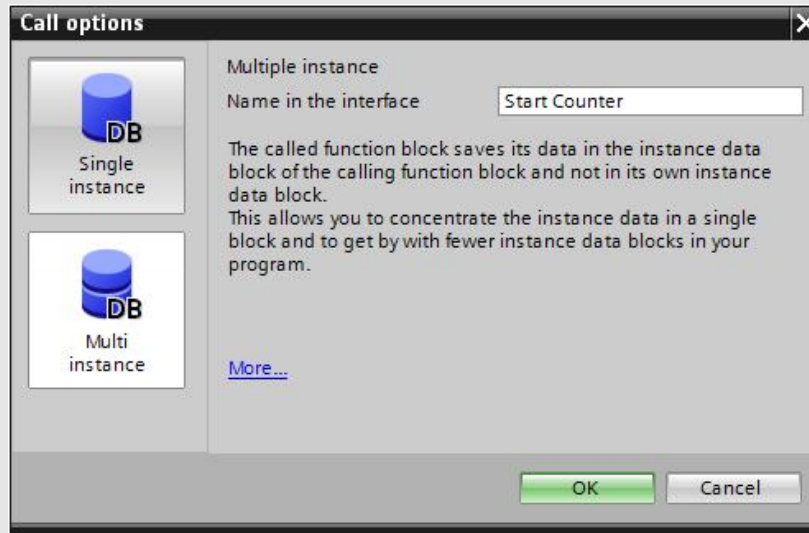 Call options
DB
Single
instance
DB
Multi
instance
Multiple instance
Name in the interface Start Counter
The called function block saves its data in the instance data
block of the calling function block and not in its own instance
data block.
This allows you to concentrate the instance data in a single
block and to get by with fewer instance data blocks in your
program.
More...
OK Cancel